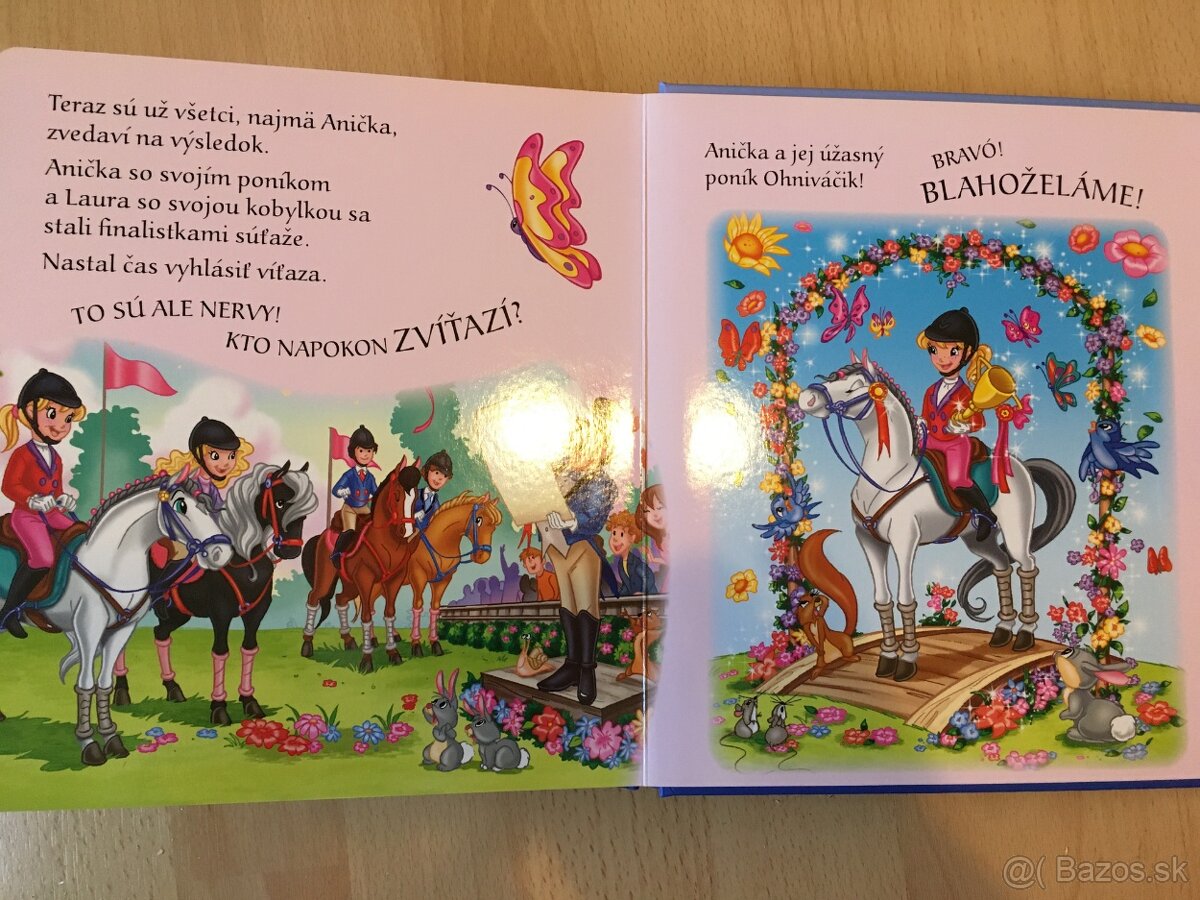 Teraz sú už všetci, najmä Anička,
zvedaví na výsledok.
Anička so svojím poníkom
a Laura so svojou kobylkou sa
stali finalistkami súťaže.
Nastal čas vyhlásiť víťaza.
TO SÚ ALE NERVY!
KTO NAPOKON ZVÍŤAZÍ?
Anička a jej úžasný
poník Ohniváčik!
BRAVÓ!
BLAHOŽELÁME!
@( Bazos.sk